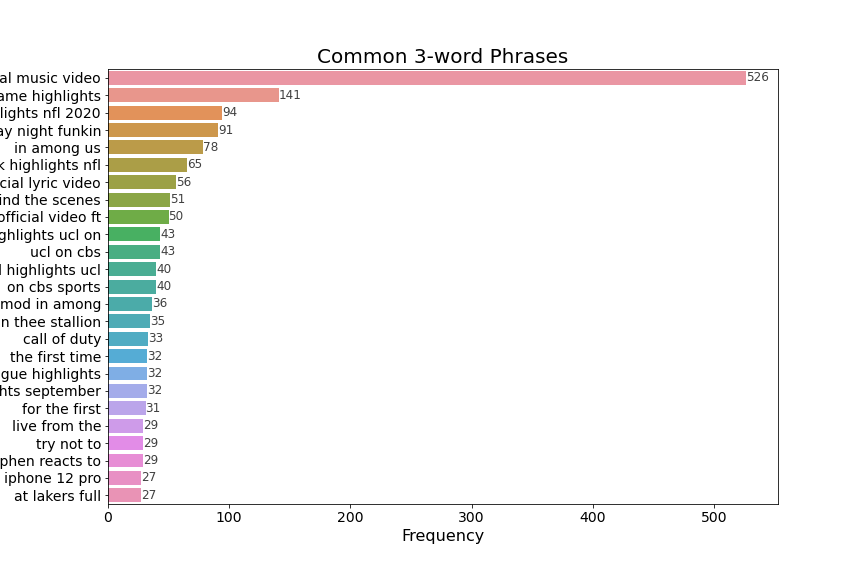 Common 3-word Phrases
al music video 526
ame highlights 141
lights nfl 2020 94
ay night funkin 91
in among us 78
k highlights nfl 65
cial lyric video 56
ind the scenes 51
official video ft 50
ghlights ucl on 43
ucl on cbs 43
l highlights ucl 40
on cbs sports 40
mod in among 36
n thee stallion 35
call of duty 33
the first time 32
gue highlights 32
hts september 32
for the first 31
live from the 29
try not to 29
phen reacts to 29
iphone 12 pro 27
at lakers full 27
0 100 200 300 400 500
Frequency